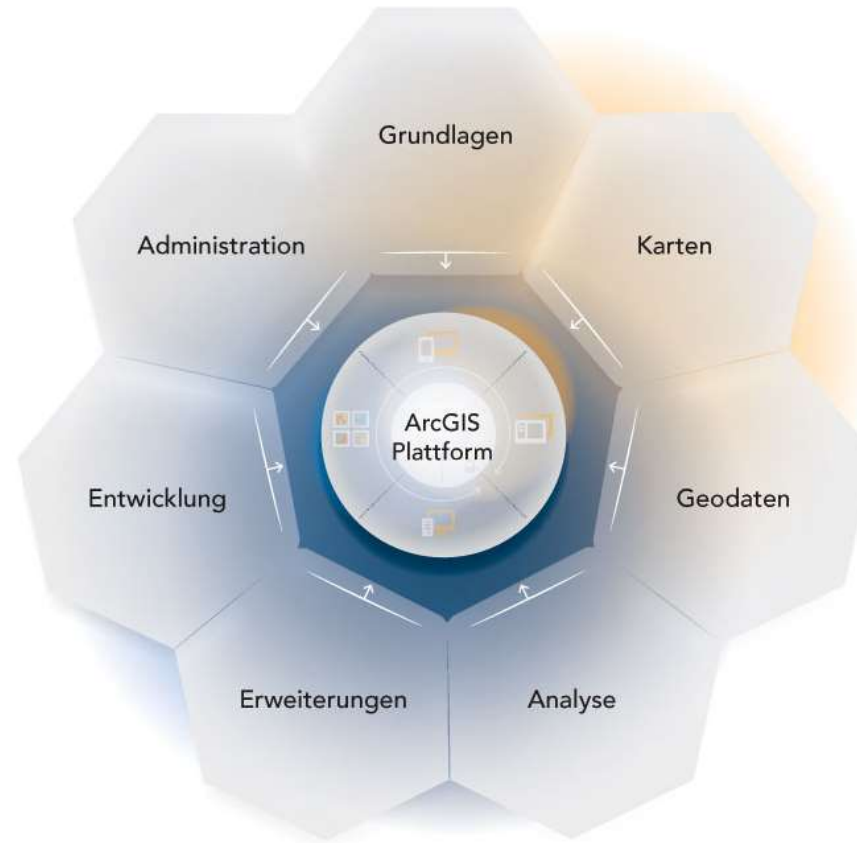 Grundlagen
Administration
Karten
ArcGIS
Plattform
Entwicklung
Geodaten
Erweiterungen
Analyse